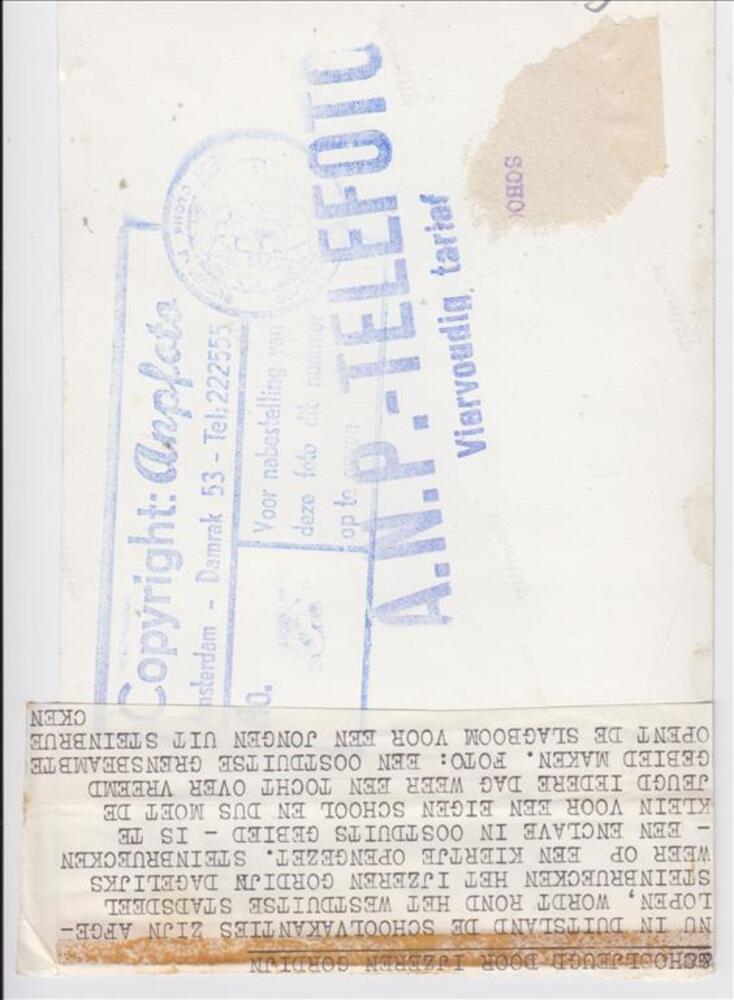 SCHOOLJEUGD DOOR IJZEREN GORDIJN
NU IN DUITSLAND DE SCHOOLVAKANTIES ZIJN AFGE-
LOPEN, WORDT ROND HET WESTDUITSE STADSDEEL
STEINBRUECKEN HET IJZEREN GORDIJN DAGELIJKS
WEER OP EEN KIERTJE OPENGEZET. STEINBRUECKEN
- EEN ENCLAVE IN OOSTDUITS GEBIED - IS TE
KLEIN VOOR EEN EIGEN SCHOOL EN DUS MOET DE
JEUGD IEDERE DAG WEER EEN TOCHT OVER VREEMD
GEBIED MAKEN. FOTO: EEN OOSTDUITSE GRENSBEAMBTE
OPENT DE SLAGBOOM VOOR EEN JONGEN UIT STEINBRUE
CKEN
Copyright: Anpfoto
msterdam - Damrak 53 - Tel: 222555
Voor nabestelling van
deze foto dit nummer
op te
NO.
A.N.P.-TELEFOTO
Viervoudig tarief
SCHO